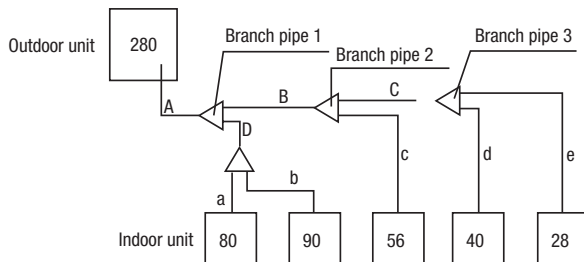 Branch pipe 1
Branch pipe 3
Outdoor unit
280
Branch pipe 2
A
B
C
D
c
d
e
a
b
Indoor unit
80
90
56
40
28